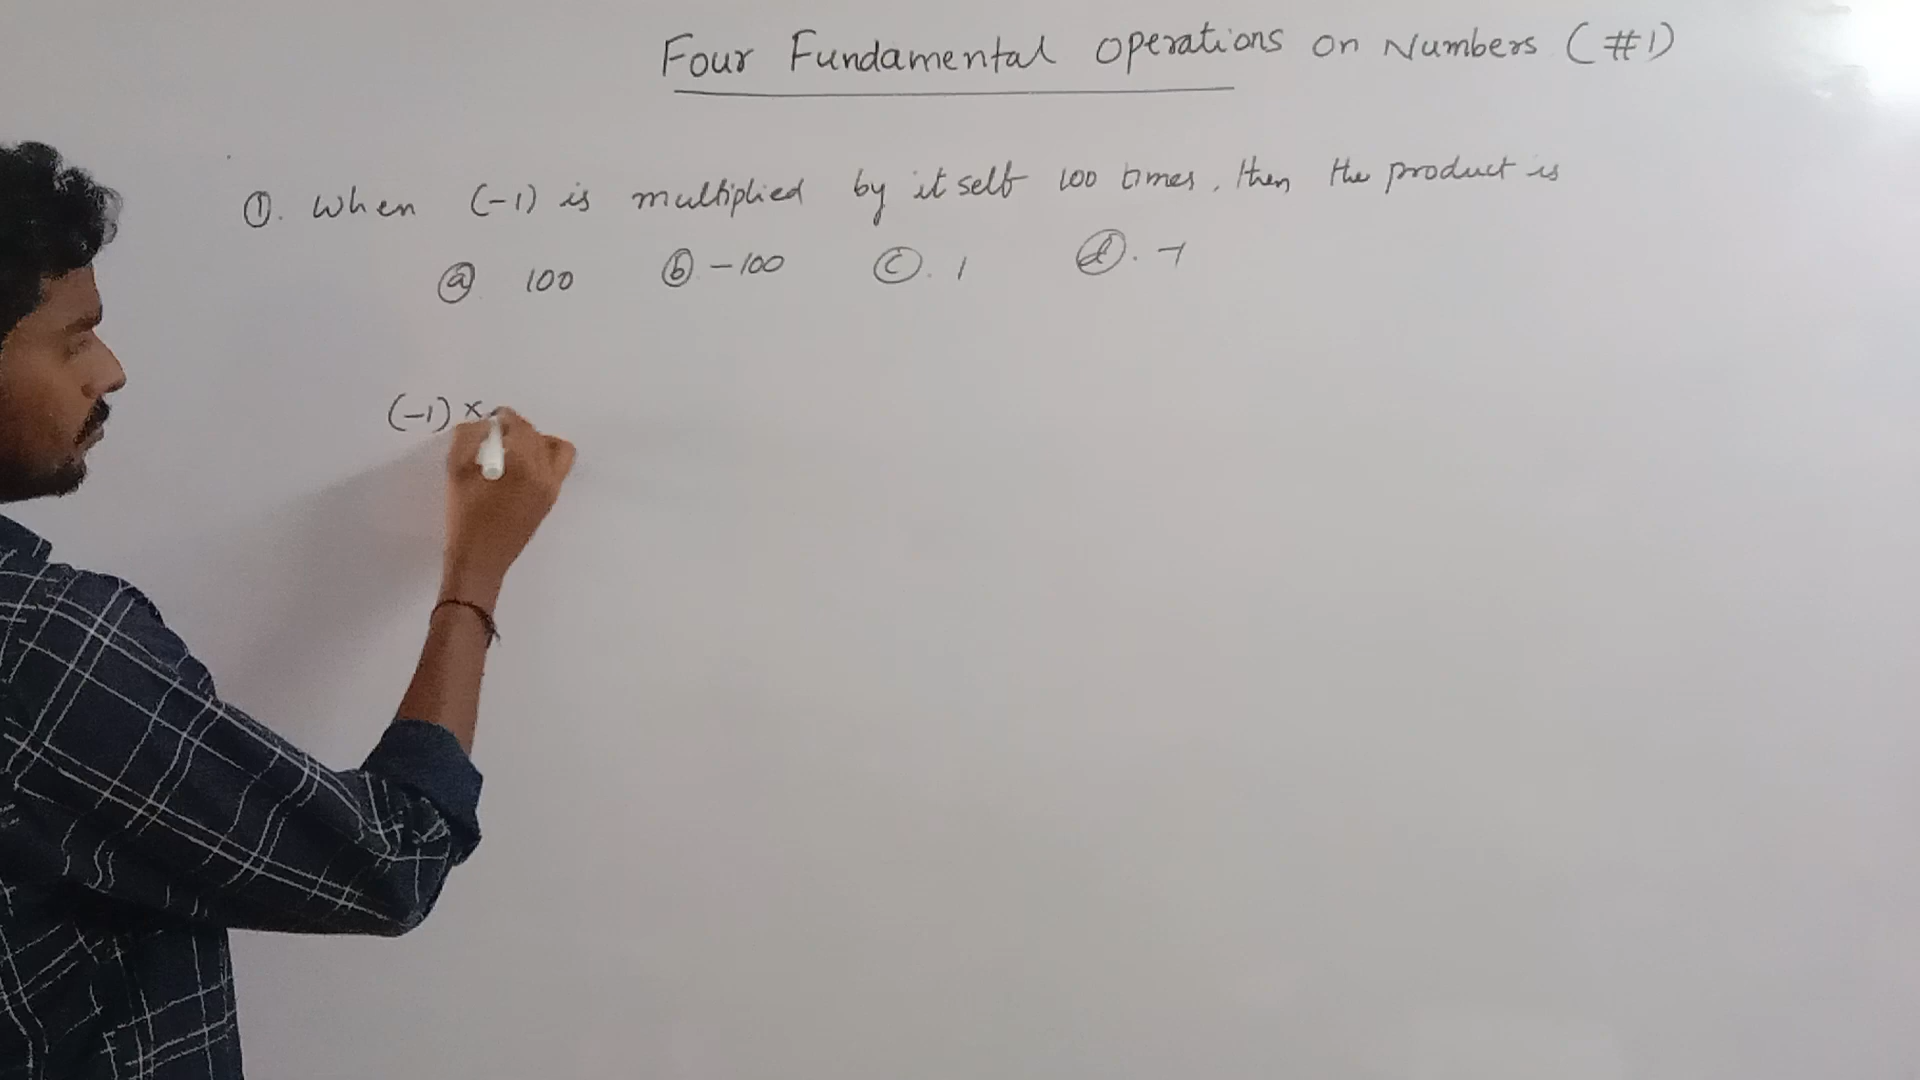 Four Fundamental Operations on Numbers (#1)
①. When (-1) is multiplied by itself 100 times, then the product is
ⓐ 100 ⓑ -100 ⓒ. 1 ⓓ. -1
(-1) ×